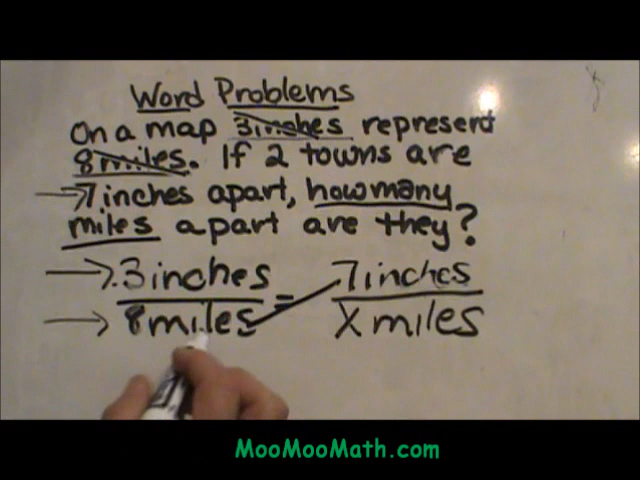 Word Problems
On a map 3inches represent
8miles. If 2 towns are
→7inches apart, how many
miles apart are they?
→ 3inches = 7inches
→ 8miles X miles
MooMooMath.com